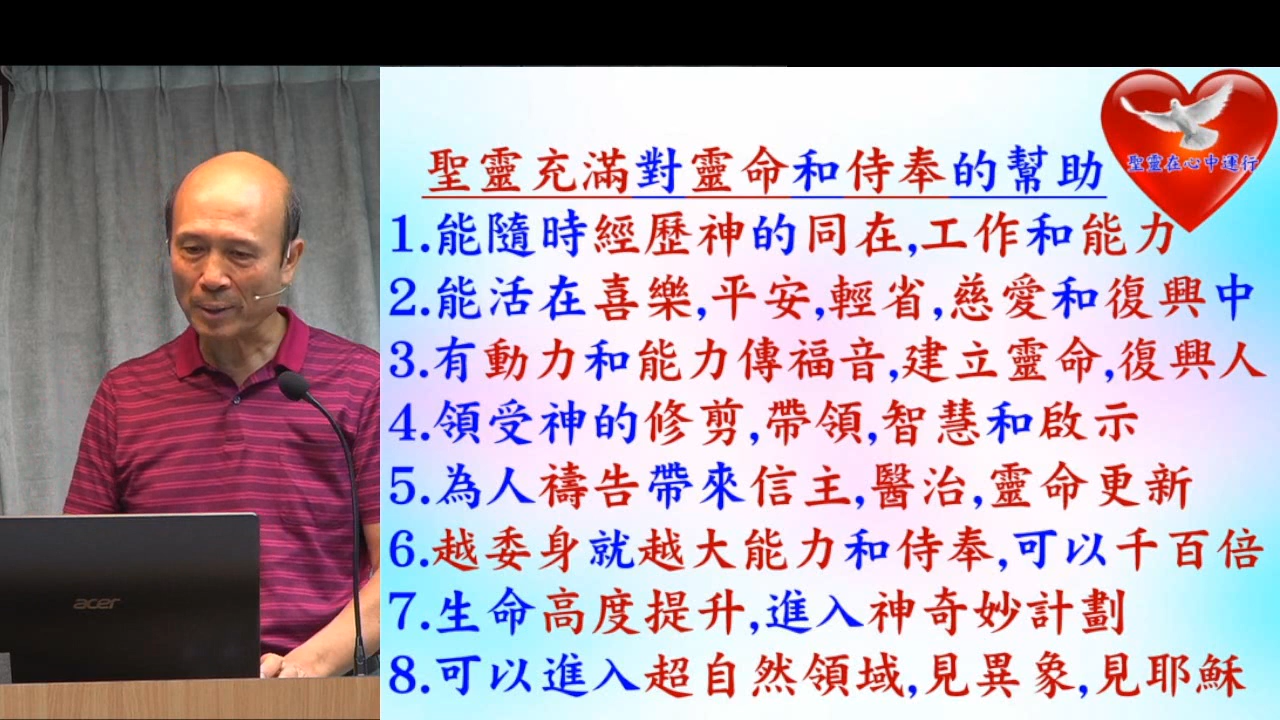 聖靈在心中運行
聖靈充滿對靈命和侍奉的幫助
1.能隨時經歷神的同在,工作和能力
2.能活在喜樂,平安,輕省,慈愛和復興中
3.有動力和能力傳福音,建立靈命,復興人
4.領受神的修剪,帶領,智慧和啟示
5.為人禱告帶來信主,醫治,靈命更新
6.越委身就越大能力和侍奉,可以千百倍
7.生命高度提升,進入神奇妙計劃
8.可以進入超自然領域,見異象,見耶穌
acer